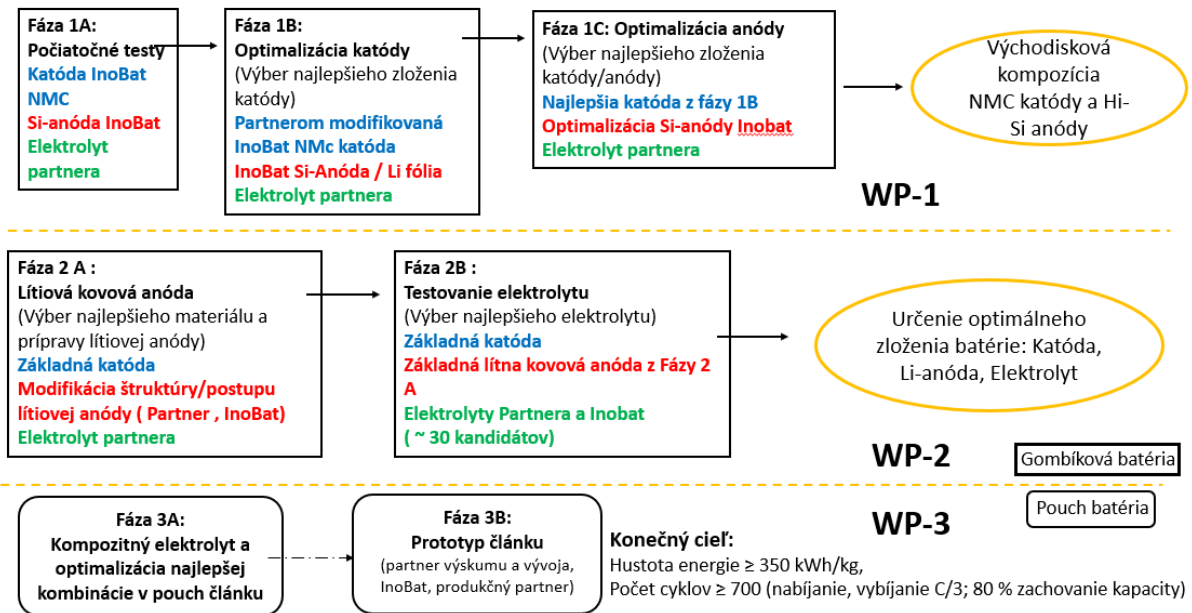 Fáza 1A:
Počiatočné testy
Katóda InoBat
NMC
Si-anóda InoBat
Elektrolyt
partnera
Fáza 1B:
Optimalizácia katódy
(Výber najlepšieho zloženia
katódy)
Partnerom modifikovaná
InoBat NMc katóda
InoBat Si-Anóda / Li fólia
Elektrolyt partnera
Fáza 1C: Optimalizácia anódy
(Výber najlepšieho zloženia
katódy/anódy)
Najlepšia katóda z fázy 1B
Optimalizácia Si-anódy Inobat
Elektrolyt partnera
Východisková
kompozícia
NMC katódy a Hi-
Si anódy
WP-1
Fáza 2 A :
Lítiová kovová anóda
(Výber najlepšieho materiálu a
prípravy lítiovej anódy)
Základná katóda
Modifikácia štruktúry/postupu
lítiovej anódy ( Partner , InoBat)
Elektrolyt partnera
Fáza 2B :
Testovanie elektrolytu
(Výber najlepšieho elektrolytu)
Základná katóda
Základná lítna kovová anóda z Fázy 2
A
Elektrolyty Partnera a Inobat
( ~ 30 kandidátov)
Určenie optimálneho
zloženia batérie: Katóda,
Li-anóda, Elektrolyt
WP-2
Gombíková batéria
Pouch batéria
WP-3
Fáza 3A:
Kompozitný elektrolyt a
optimalizácia najlepšej
kombinácie v pouch článku
Fáza 3B:
Prototyp článku
(partner výskumu a vývoja,
InoBat, produkčný partner)
Konečný cieľ:
Hustota energie ≥ 350 kWh/kg,
Počet cyklov ≥ 700 (nabíjanie, vybíjanie C/3; 80 % zachovanie kapacity)